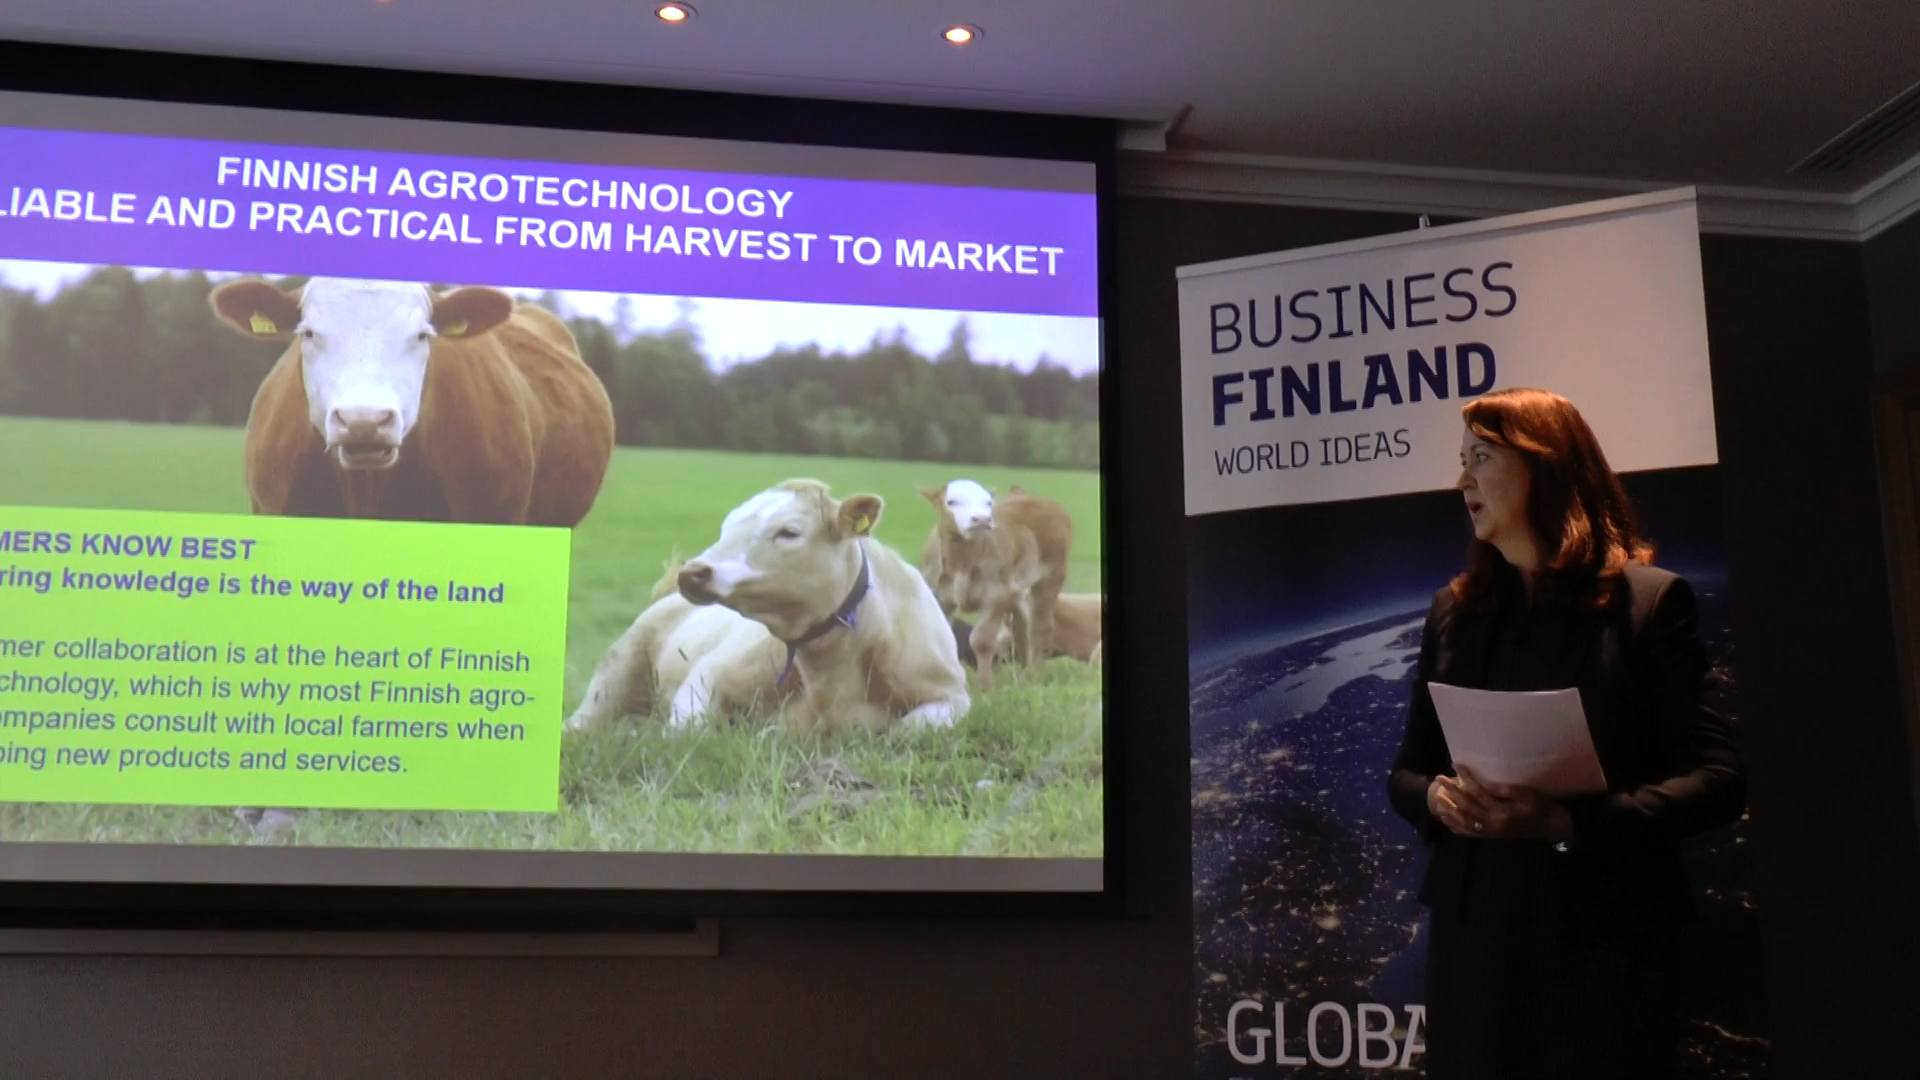 FINNISH AGROTECHNOLOGY
LIABLE AND PRACTICAL FROM HARVEST TO MARKET
MERS KNOW BEST
ring knowledge is the way of the land
mer collaboration is at the heart of Finnish
chnology, which is why most Finnish agro-
ompanies consult with local farmers when
ping new products and services.
BUSINESS
FINLAND
WORLD IDEAS
GLOBA